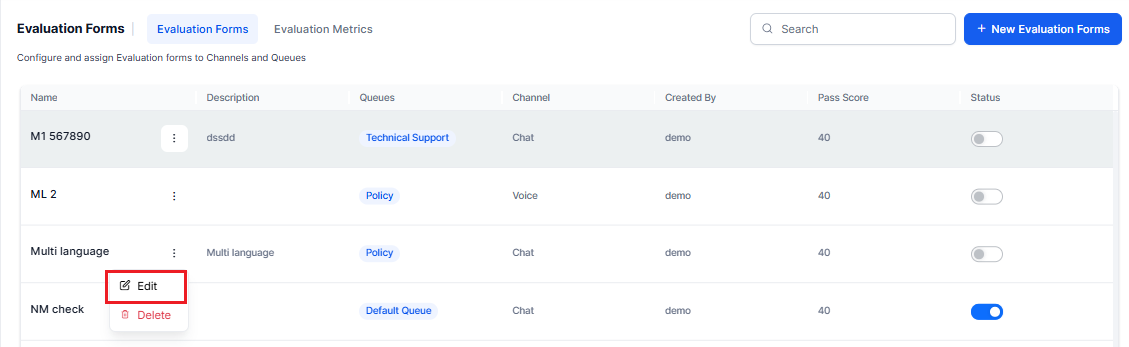 Evaluation Forms Evaluation Forms Evaluation Metrics Search + New Evaluation Forms
Configure and assign Evaluation forms to Channels and Queues
Name Description Queues Channel Created By Pass Score Status
M1 567890 dssdd Technical Support Chat demo 40
ML 2 Policy Voice demo 40
Multi language Multi language Policy Chat demo 40
Edit
NM check Default Queue Chat demo 40
Delete